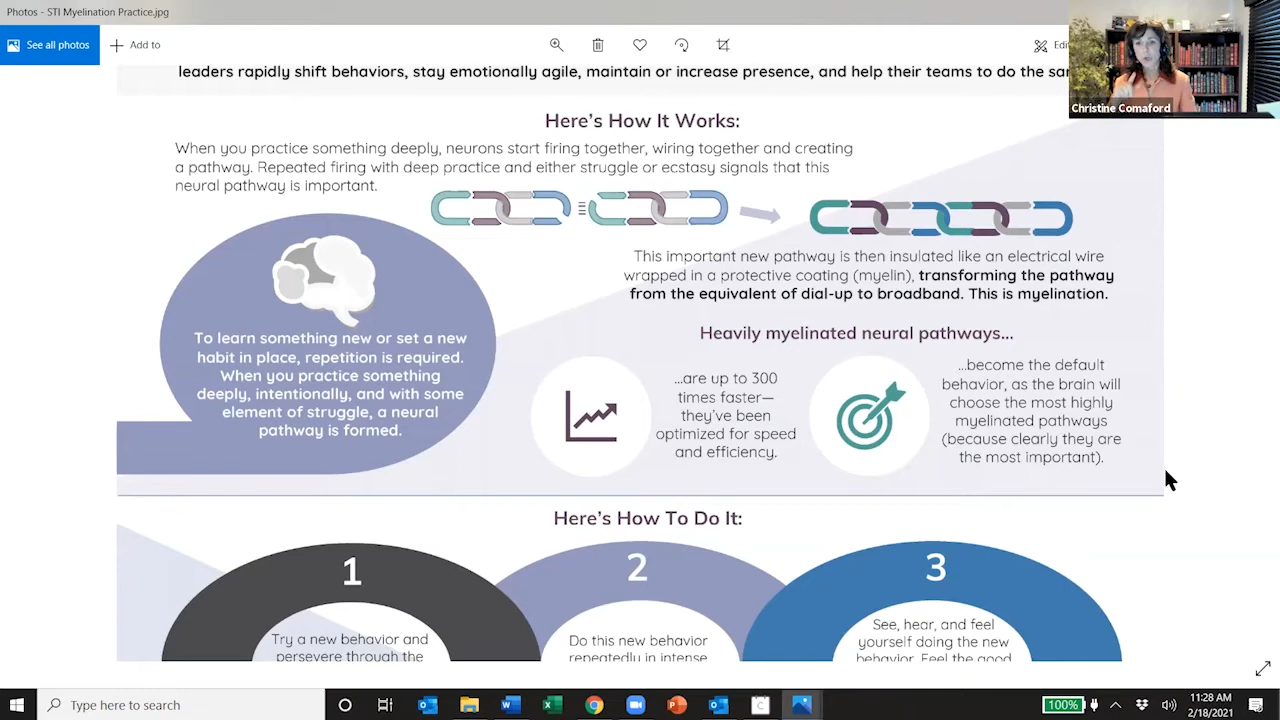 Photos - STI Myelination Practice.jpg
See all photos
Add to
leaders rapidly shift behaviors, stay emotionally agile, maintain or increase presence, and help their teams to do the
Christine Comaford
Here's How It Works:
When you practice something deeply, neurons start firing together, wiring together and creating
a pathway. Repeated firing with deep practice and either struggle or ecstasy signals that this
neural pathway is important.
This important new pathway is then insulated like an electrical wire
wrapped in a protective coating (myelin), transforming the pathway
from the equivalent of dial-up to broadband. This is myelination.
To learn something new or set a new
habit in place, repetition is required.
When you practice something
deeply, intentionally, and with some
element of struggle, a neural
pathway is formed.
Heavily myelinated neural pathways...
...are up to 300
times faster—
they've been
optimized for speed
and efficiency.
...become the default
behavior, as the brain will
choose the most highly
myelinated pathways
(because clearly they are
the most important).
Here's How To Do It:
1
Try a new behavior and
persevere through the
2
Do this new behavior
repeatedly in intense
3
See, hear, and feel
yourself doing the new
behavior. Feel the good
Type here to search
100%
11:28 AM
2/18/2021